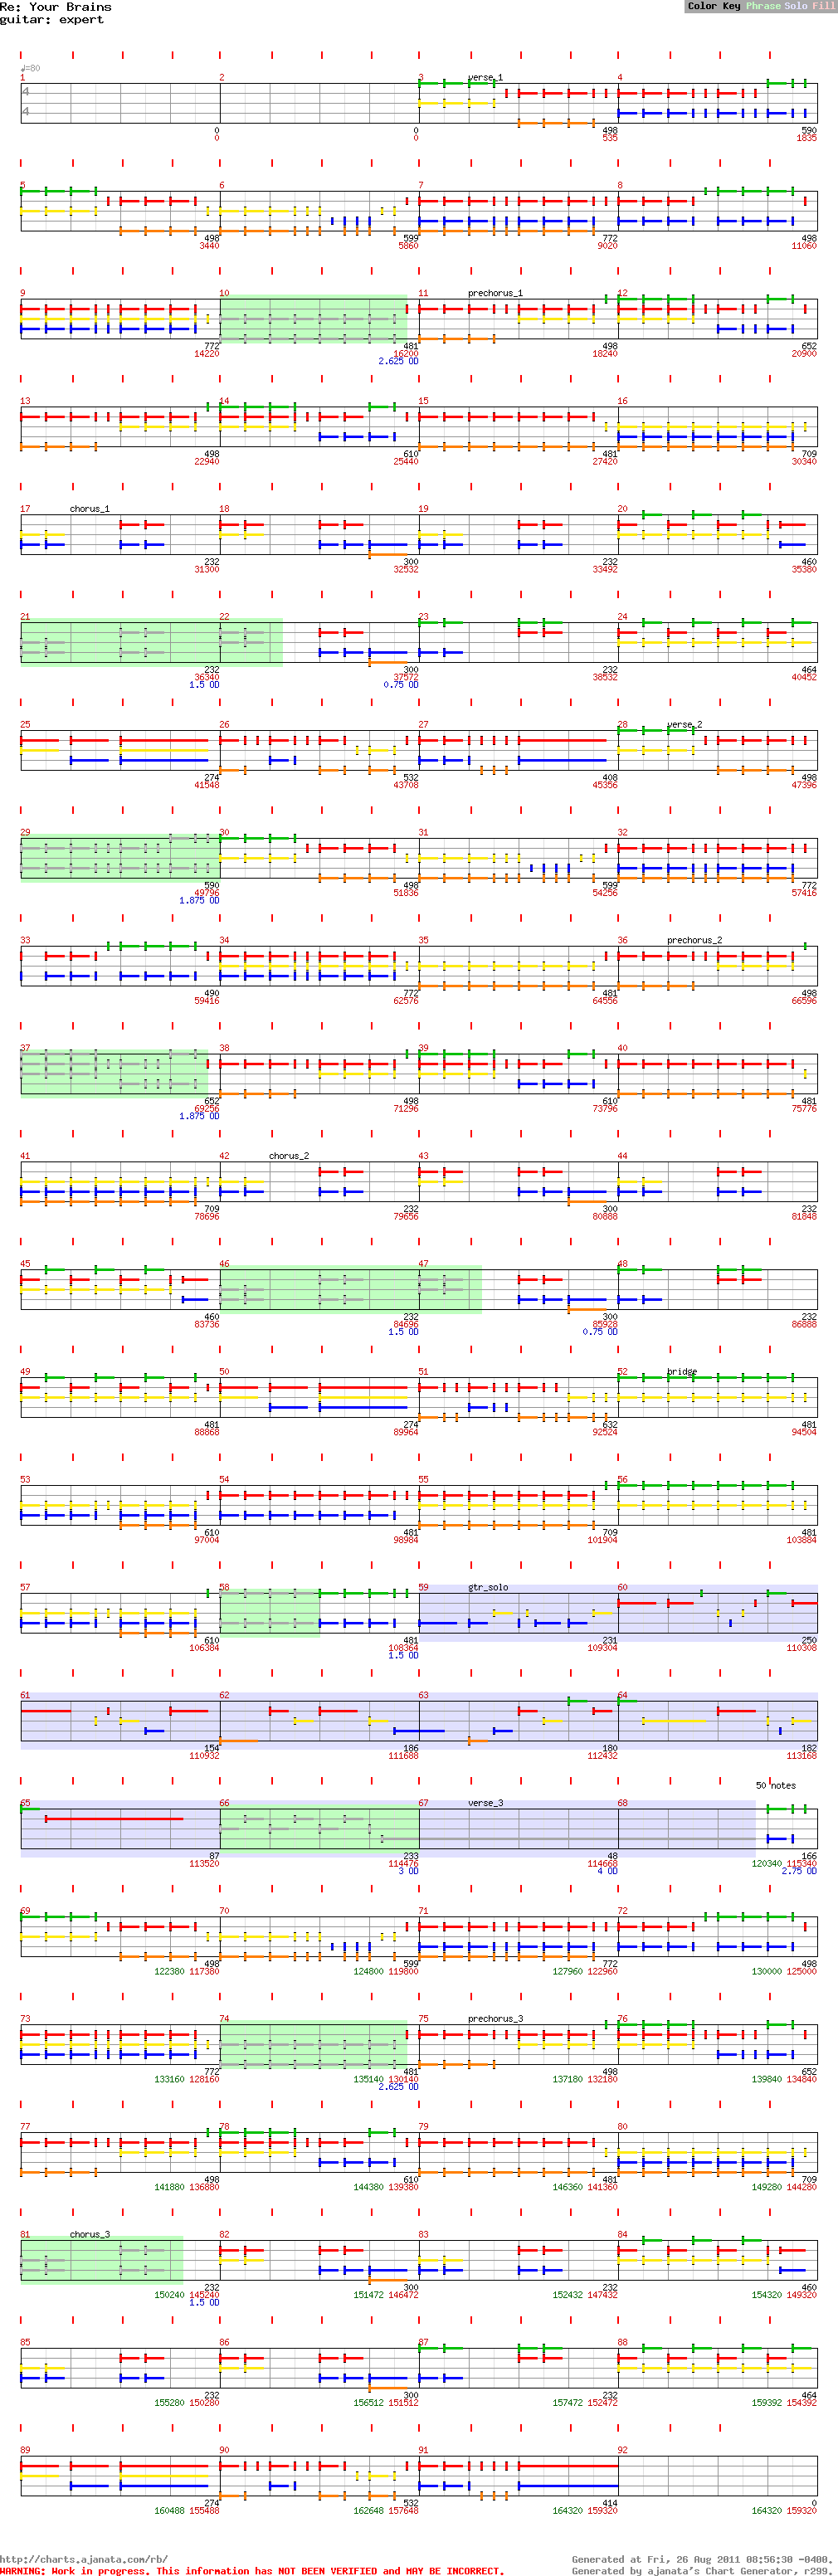 Re: Your Brains
Color Key Phrase Solo Fill
guitar: expert
♩=80
1 2 3 verse_1 4
4
4
0 0 498 590
0 0 535 1835
5 6 7 8
498 599 772 498
3440 5860 9020 11060
9 10 11 prechorus_1 12
772 481 498 652
14220 16200 18240 20900
2.625 OD
13 14 15 16
498 610 481 709
22940 25440 27420 30340
17 chorus_1 18 19 20
232 300 232 460
31300 32532 33492 35380
21 22 23 24
232 300 232 464
36340 37572 38532 40452
1.5 OD 0.75 OD
25 26 27 28 verse_2
274 532 408 498
41548 43708 45356 47396
29 30 31 32
590 498 599 772
49796 51836 54256 57416
1.875 OD
33 34 35 36 prechorus_2
490 772 481 498
59416 62576 64556 66596
37 38 39 40
652 498 610 481
69256 71296 73796 75776
1.875 OD
41 42 chorus_2 43 44
709 232 300 232
78696 79656 80888 81848
45 46 47 48
460 232 300 232
83736 84696 85928 86888
1.5 OD 0.75 OD
49 50 51 52 bridge
481 274 632 481
88868 89964 92524 94504
53 54 55 56
610 481 709 481
97004 98984 101904 103884
57 58 59 gtr_solo 60
610 481 231 250
106384 108364 109304 110308
1.5 OD
61 62 63 64
154 186 180 182
110932 111688 112432 113168
50 notes
65 66 67 verse_3 68
87 233 48 166
113520 114476 114668 120340 115340
3 OD 4 OD 2.75 OD
69 70 71 72
498 599 772 498
122380 117380 124800 119800 127960 122960 130000 125000
73 74 75 prechorus_3 76
772 481 498 652
133160 128160 135140 130140 137180 132180 139840 134840
2.625 OD
77 78 79 80
498 610 481 709
141880 136880 144380 139380 146360 141360 149280 144280
81 chorus_3 82 83 84
232 300 232 460
150240 145240 151472 146472 152432 147432 154320 149320
1.5 OD
85 86 87 88
232 300 232 464
155280 150280 156512 151512 157472 152472 159392 154392
89 90 91 92
274 532 414 0
160488 155488 162648 157648 164320 159320 164320 159320
http://charts.ajanata.com/rb/
Generated at Fri, 26 Aug 2011 08:56:30 -0400.
WARNING: Work in progress. This information has NOT BEEN VERIFIED and MAY BE INCORRECT.
Generated by ajanata's Chart Generator, r299.